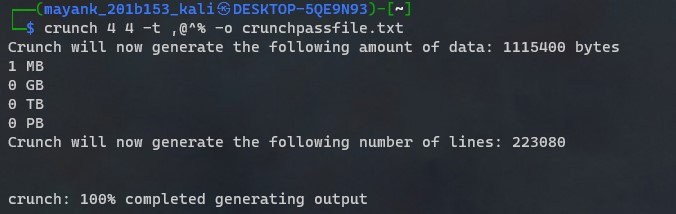 ┌──(mayank_201b153_kali㉿DESKTOP-5QE9N93)-[~]
└─$ crunch 4 4 -t ,@^% -o crunchpassfile.txt
Crunch will now generate the following amount of data: 1115400 bytes
1 MB
0 GB
0 TB
0 PB
Crunch will now generate the following number of lines: 223080
crunch: 100% completed generating output